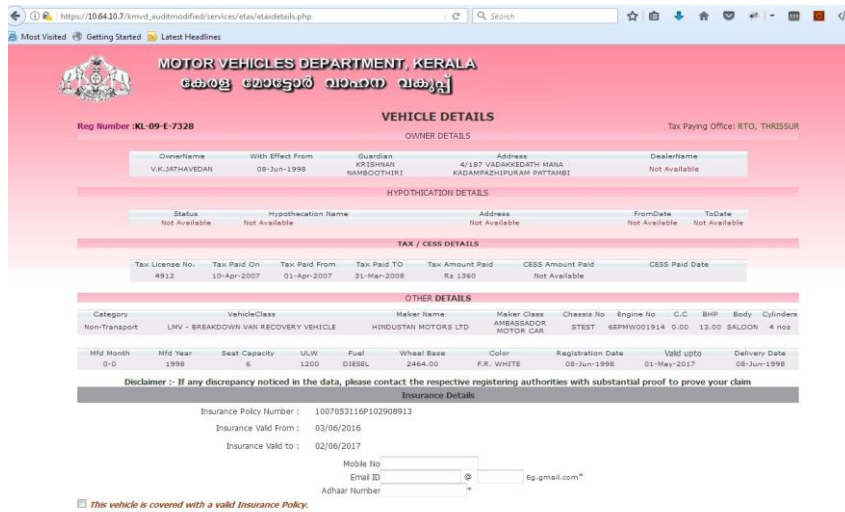 https://10.64.10.7/kmvd_auditmodified/services/etax/etaxdetails.php
Search
Most Visited Getting Started Latest Headlines
MOTOR VEHICLES DEPARTMENT, KERALA
കേരള മോട്ടോർ വാഹന വകുപ്പ്
VEHICLE DETAILS
Reg Number :KL-09-E-7328 Tax Paying Office: RTO, THRISSUR
OWNER DETAILS
OwnerName With Effect From Guardian Address DealerName
V.K.JATHAVEDAN 08-Jun-1998 KRISHNAN NAMBOOTHIRI 4/187 VADAKKEDATH MANA KADAMPAZHIPURAM PATTAMBI Not Available
HYPOTHICATION DETAILS
Status Hypothecation Name Address FromDate ToDate
Not Available Not Available Not Available Not Available Not Available
TAX / CESS DETAILS
Tax License No. Tax Paid On Tax Paid From Tax Paid TO Tax Amount Paid CESS Amount Paid CESS Paid Date
4912 10-Apr-2007 01-Apr-2007 31-Mar-2008 Rs 1360 Not Available
OTHER DETAILS
Category VehicleClass Maker Name Maker Class Chassis No Engine No C.C BHP Body Cylinders
Non-Transport LMV - BREAKDOWN VAN RECOVERY VEHICLE HINDUSTAN MOTORS LTD AMBASSADOR MOTOR CAR STEST 6EPMW001914 0.00 13.00 SALOON 4 nos
Mfd Month Mfd Year Seat Capacity ULW Fuel Wheel Base Color Registration Date Valid upto Delivery Date
0-0 1998 6 1200 DIESEL 2464.00 F.R. WHITE 08-Jun-1998 01-May-2017 08-Jun-1998
Disclaimer :- If any discrepancy noticed in the data, please contact the respective registering authorities with substantial proof to prove your claim
Insurance Details
Insurance Policy Number : 1007053116P102908913
Insurance Valid From : 03/06/2016
Insurance Valid to : 02/06/2017
Mobile No
Email ID @ Eg.gmail.com*
Adhaar Number *
This vehicle is covered with a valid Insurance Policy.